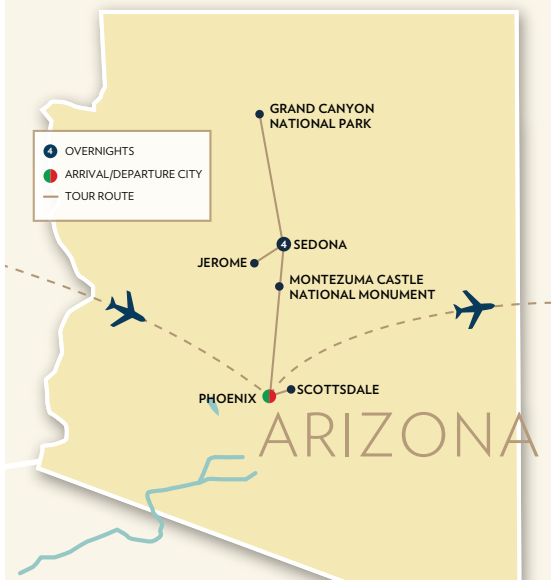 GRAND CANYON
NATIONAL PARK
4 OVERNIGHTS
ARRIVAL/DEPARTURE CITY
TOUR ROUTE
4 SEDONA
JEROME
MONTEZUMA CASTLE
NATIONAL MONUMENT
SCOTTSDALE
PHOENIX
ARIZONA